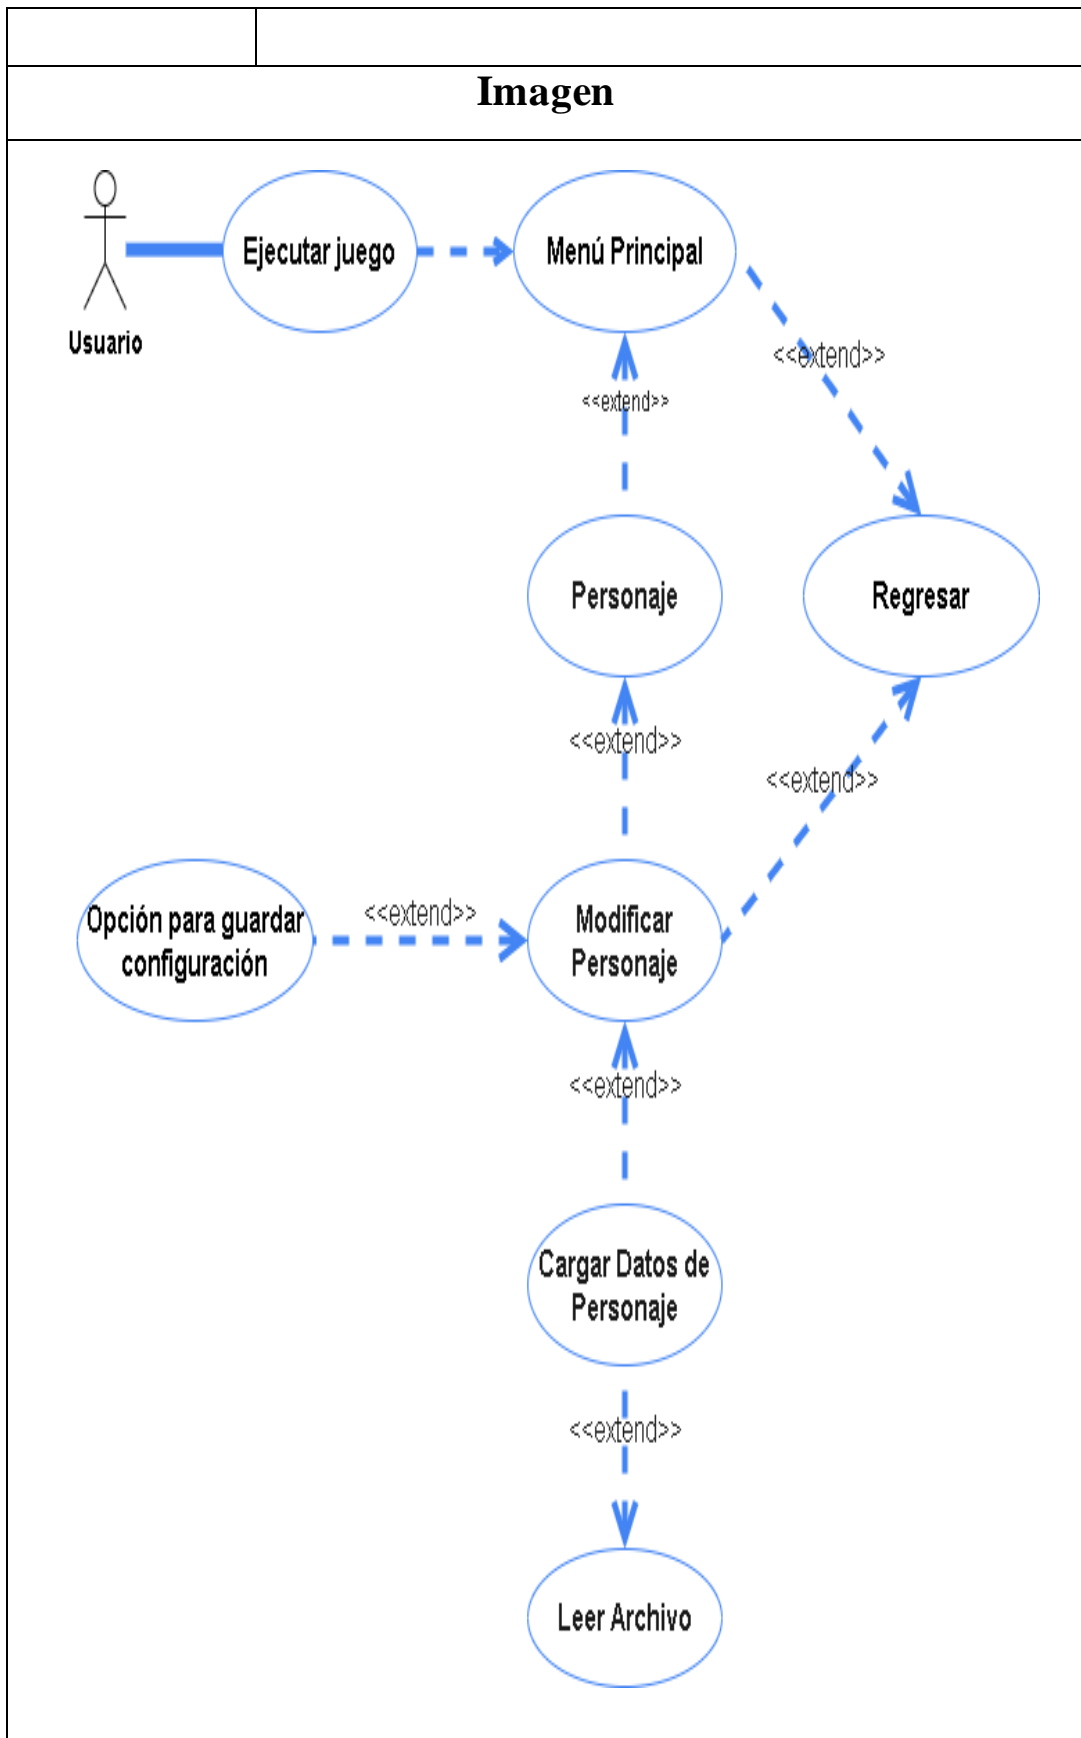 Imagen
Ejecutar juego
Menú Principal
Usuario
<<extend>>
<<extend>>
Personaje
Regresar
<<extend>>
<<extend>>
Opción para guardar
configuración
<<extend>>
Modificar
Personaje
<<extend>>
Cargar Datos de
Personaje
<<extend>>
Leer Archivo